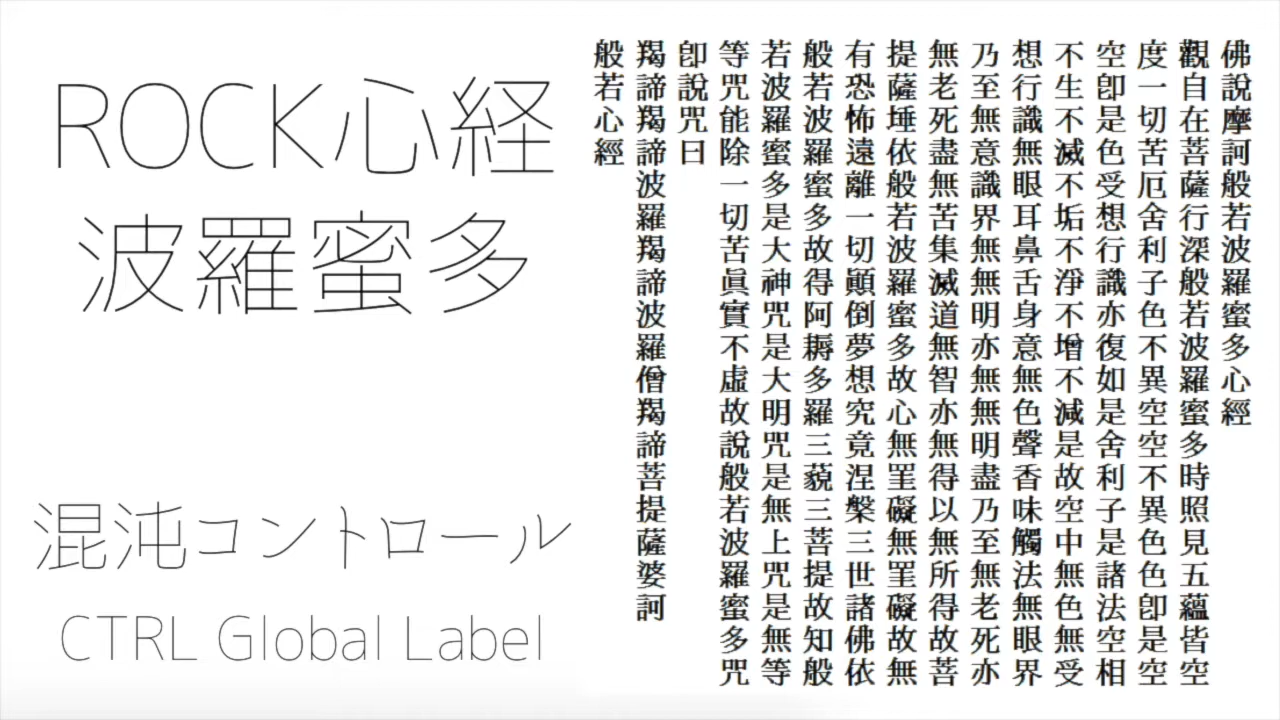 ROCK心経
波羅蜜多
混沌コントロール
CTRL Global Label
佛說摩訶般若波羅蜜多心經
觀自在菩薩行深般若波羅蜜多時照見五蘊皆空
度一切苦厄舍利子色不異空空不異色色卽是空
空卽是色受想行識亦復如是舍利子是諸法空相
不生不滅不垢不淨不增不減是故空中無色無受
想行識無眼耳鼻舌身意無色聲香味觸法無眼界
乃至無意識界無無明亦無無明盡乃至無老死亦
無老死盡無苦集滅道無智亦無得以無所得故菩
提薩埵依般若波羅蜜多故心無罣礙無罣礙故無
有恐怖遠離一切顚倒夢想究竟涅槃三世諸佛依
般若波羅蜜多故得阿耨多羅三藐三菩提故知般
若波羅蜜多是大神咒是大明咒是無上咒是無等
等咒能除一切苦眞實不虛故說般若波羅蜜多咒
卽說咒曰
羯諦羯諦波羅羯諦波羅僧羯諦菩提薩婆訶
般若心經